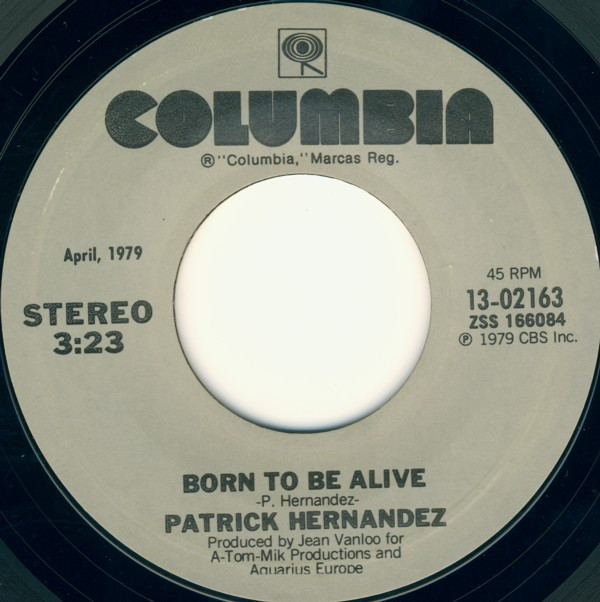 COLUMBIA
® "Columbia," Marcas Reg.
April, 1979
STEREO
3:23
45 RPM
13-02163
ZSS 166084
℗ 1979 CBS Inc.
BORN TO BE ALIVE
-P. Hernandez-
PATRICK HERNANDEZ
Produced by Jean Vanloo for
A-Tom-Mik Productions and
Aquarius Europe